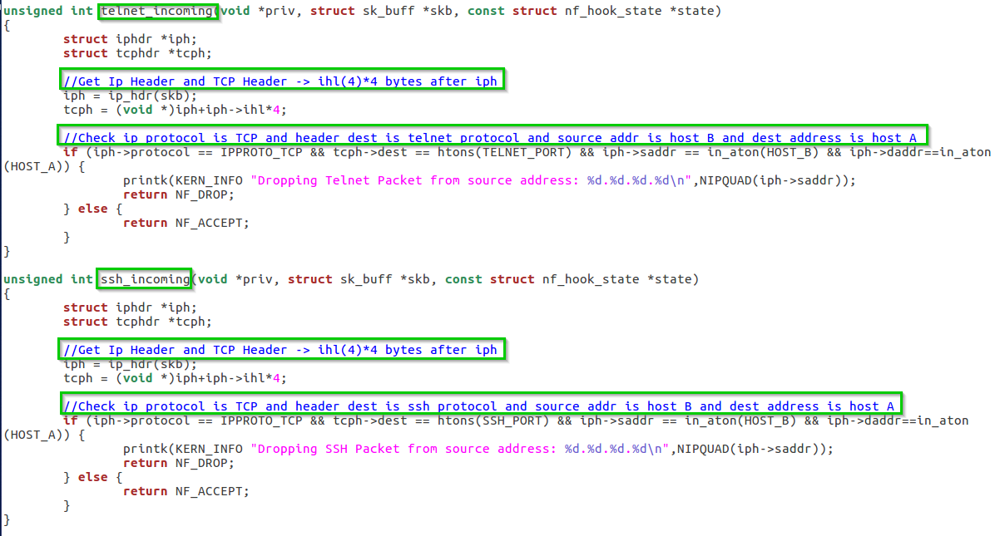 unsigned int telnet_incoming(void *priv, struct sk_buff *skb, const struct nf_hook_state *state)
{
        struct iphdr *iph;
        struct tcphdr *tcph;

        //Get Ip Header and TCP Header -> ihl(4)*4 bytes after iph
        iph = ip_hdr(skb);
        tcph = (void *)iph+iph->ihl*4;

        //Check ip protocol is TCP and header dest is telnet protocol and source addr is host B and dest address is host A
        if (iph->protocol == IPPROTO_TCP && tcph->dest == htons(TELNET_PORT) && iph->saddr == in_aton(HOST_B) && iph->daddr==in_aton
(HOST_A)) {
                printk(KERN_INFO "Dropping Telnet Packet from source address: %d.%d.%d.%d\n",NIPQUAD(iph->saddr));
                return NF_DROP;
        } else {
                return NF_ACCEPT;
        }
}

unsigned int ssh_incoming(void *priv, struct sk_buff *skb, const struct nf_hook_state *state)
{
        struct iphdr *iph;
        struct tcphdr *tcph;

        //Get Ip Header and TCP Header -> ihl(4)*4 bytes after iph
        iph = ip_hdr(skb);
        tcph = (void *)iph+iph->ihl*4;

        //Check ip protocol is TCP and header dest is ssh protocol and source addr is host B and dest address is host A
        if (iph->protocol == IPPROTO_TCP && tcph->dest == htons(SSH_PORT) && iph->saddr == in_aton(HOST_B) && iph->daddr==in_aton
(HOST_A)) {
                printk(KERN_INFO "Dropping SSH Packet from source address: %d.%d.%d.%d\n",NIPQUAD(iph->saddr));
                return NF_DROP;
        } else {
                return NF_ACCEPT;
        }
}